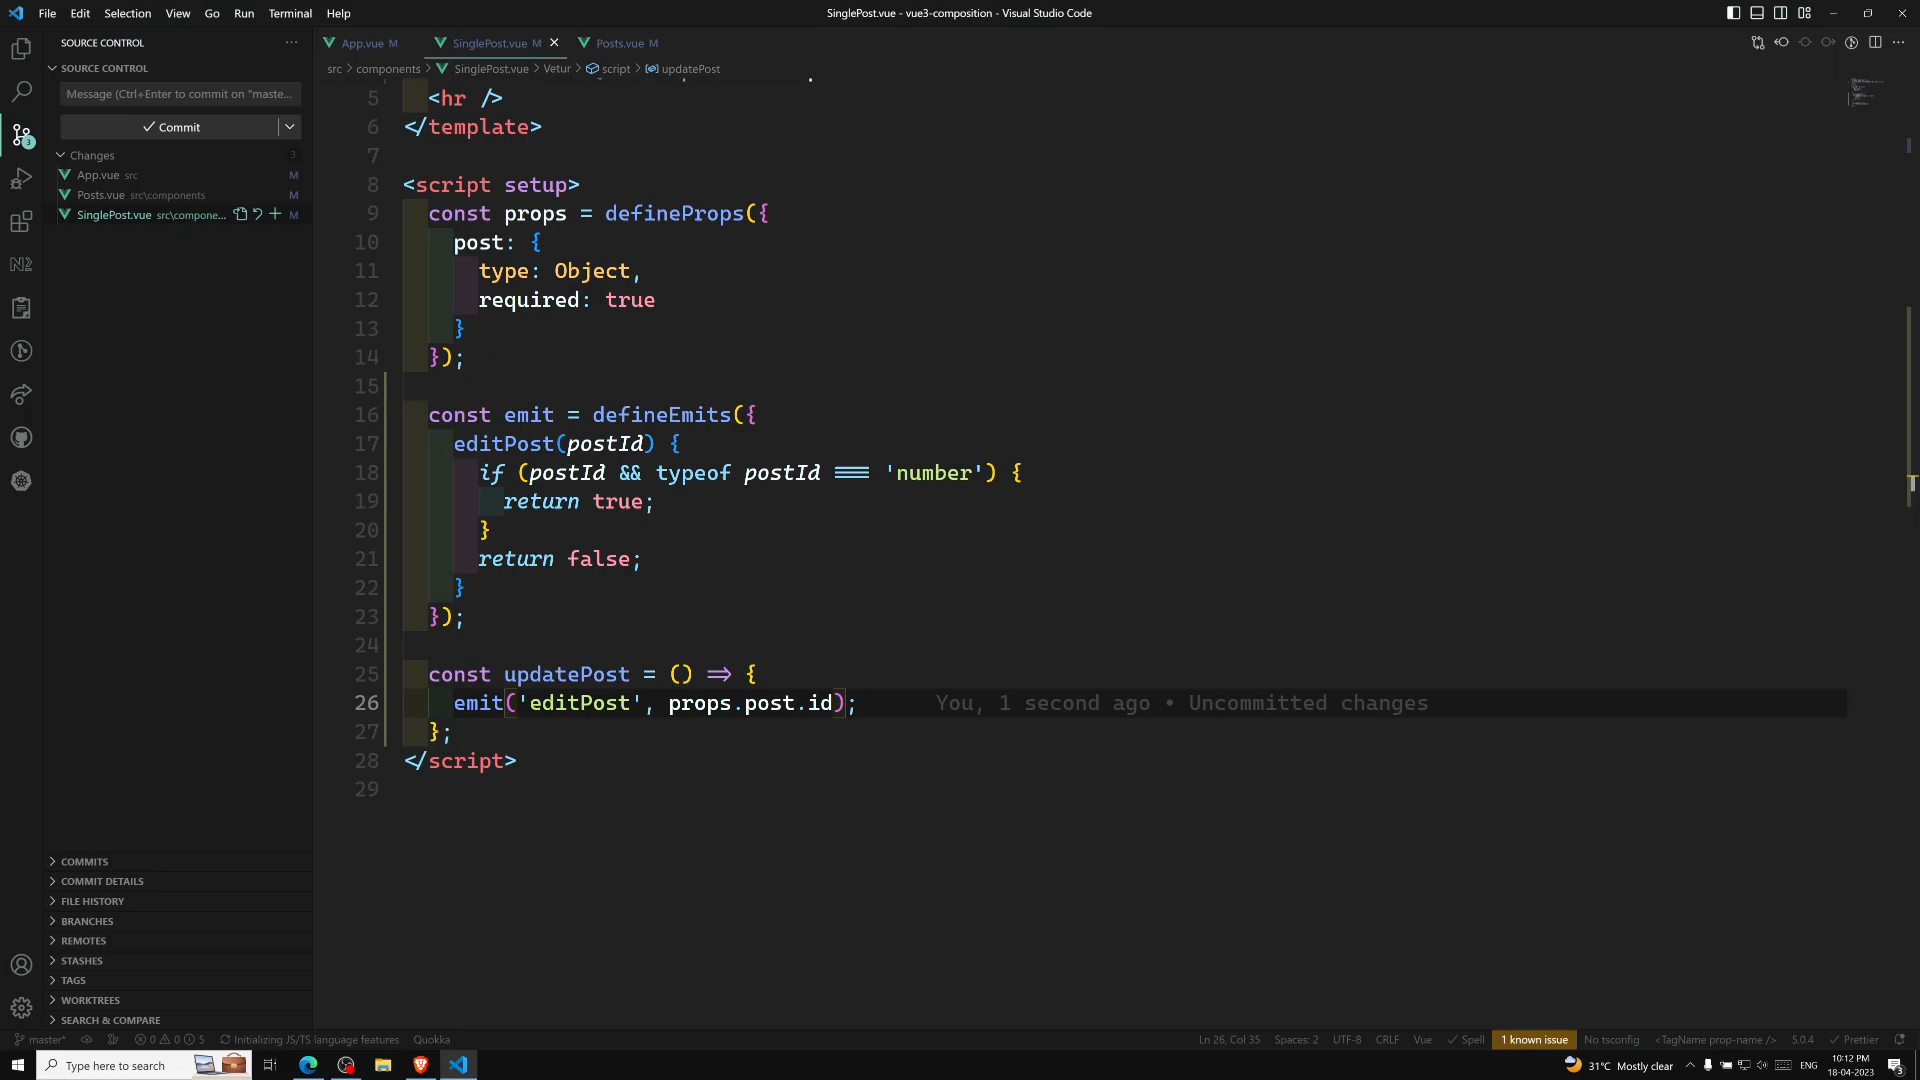 File Edit Selection View Go Run Terminal Help
SinglePost.vue - vue3-composition - Visual Studio Code
SOURCE CONTROL
App.vue M
SinglePost.vue M
Posts.vue M
SOURCE CONTROL
src > components > SinglePost.vue > Vetur > script > updatePost
Message (Ctrl+Enter to commit on "maste...
Commit
Changes 3
App.vue src M
Posts.vue src\components M
SinglePost.vue src\compone... M
5 <hr />
6 </template>
7
8 <script setup>
9 const props = defineProps({
10 post: {
11 type: Object,
12 required: true
13 }
14 });
15
16 const emit = defineEmits({
17 editPost(postId) {
18 if (postId && typeof postId === 'number') {
19 return true;
20 }
21 return false;
22 }
23 });
24
25 const updatePost = () => {
26 emit('editPost', props.post.id); You, 1 second ago • Uncommitted changes
27 };
28 </script>
29
COMMITS
COMMIT DETAILS
FILE HISTORY
BRANCHES
REMOTES
STASHES
TAGS
WORKTREES
SEARCH & COMPARE
master* 0 0 5 Initializing JS/TS language features Quokka
Ln 26, Col 35 Spaces: 2 UTF-8 CRLF Vue Spell 1 known issue No tsconfig <TagName prop-name /> 5.0.4 Prettier
Type here to search
31°C Mostly clear ENG
10:12 PM
18-04-2023
3